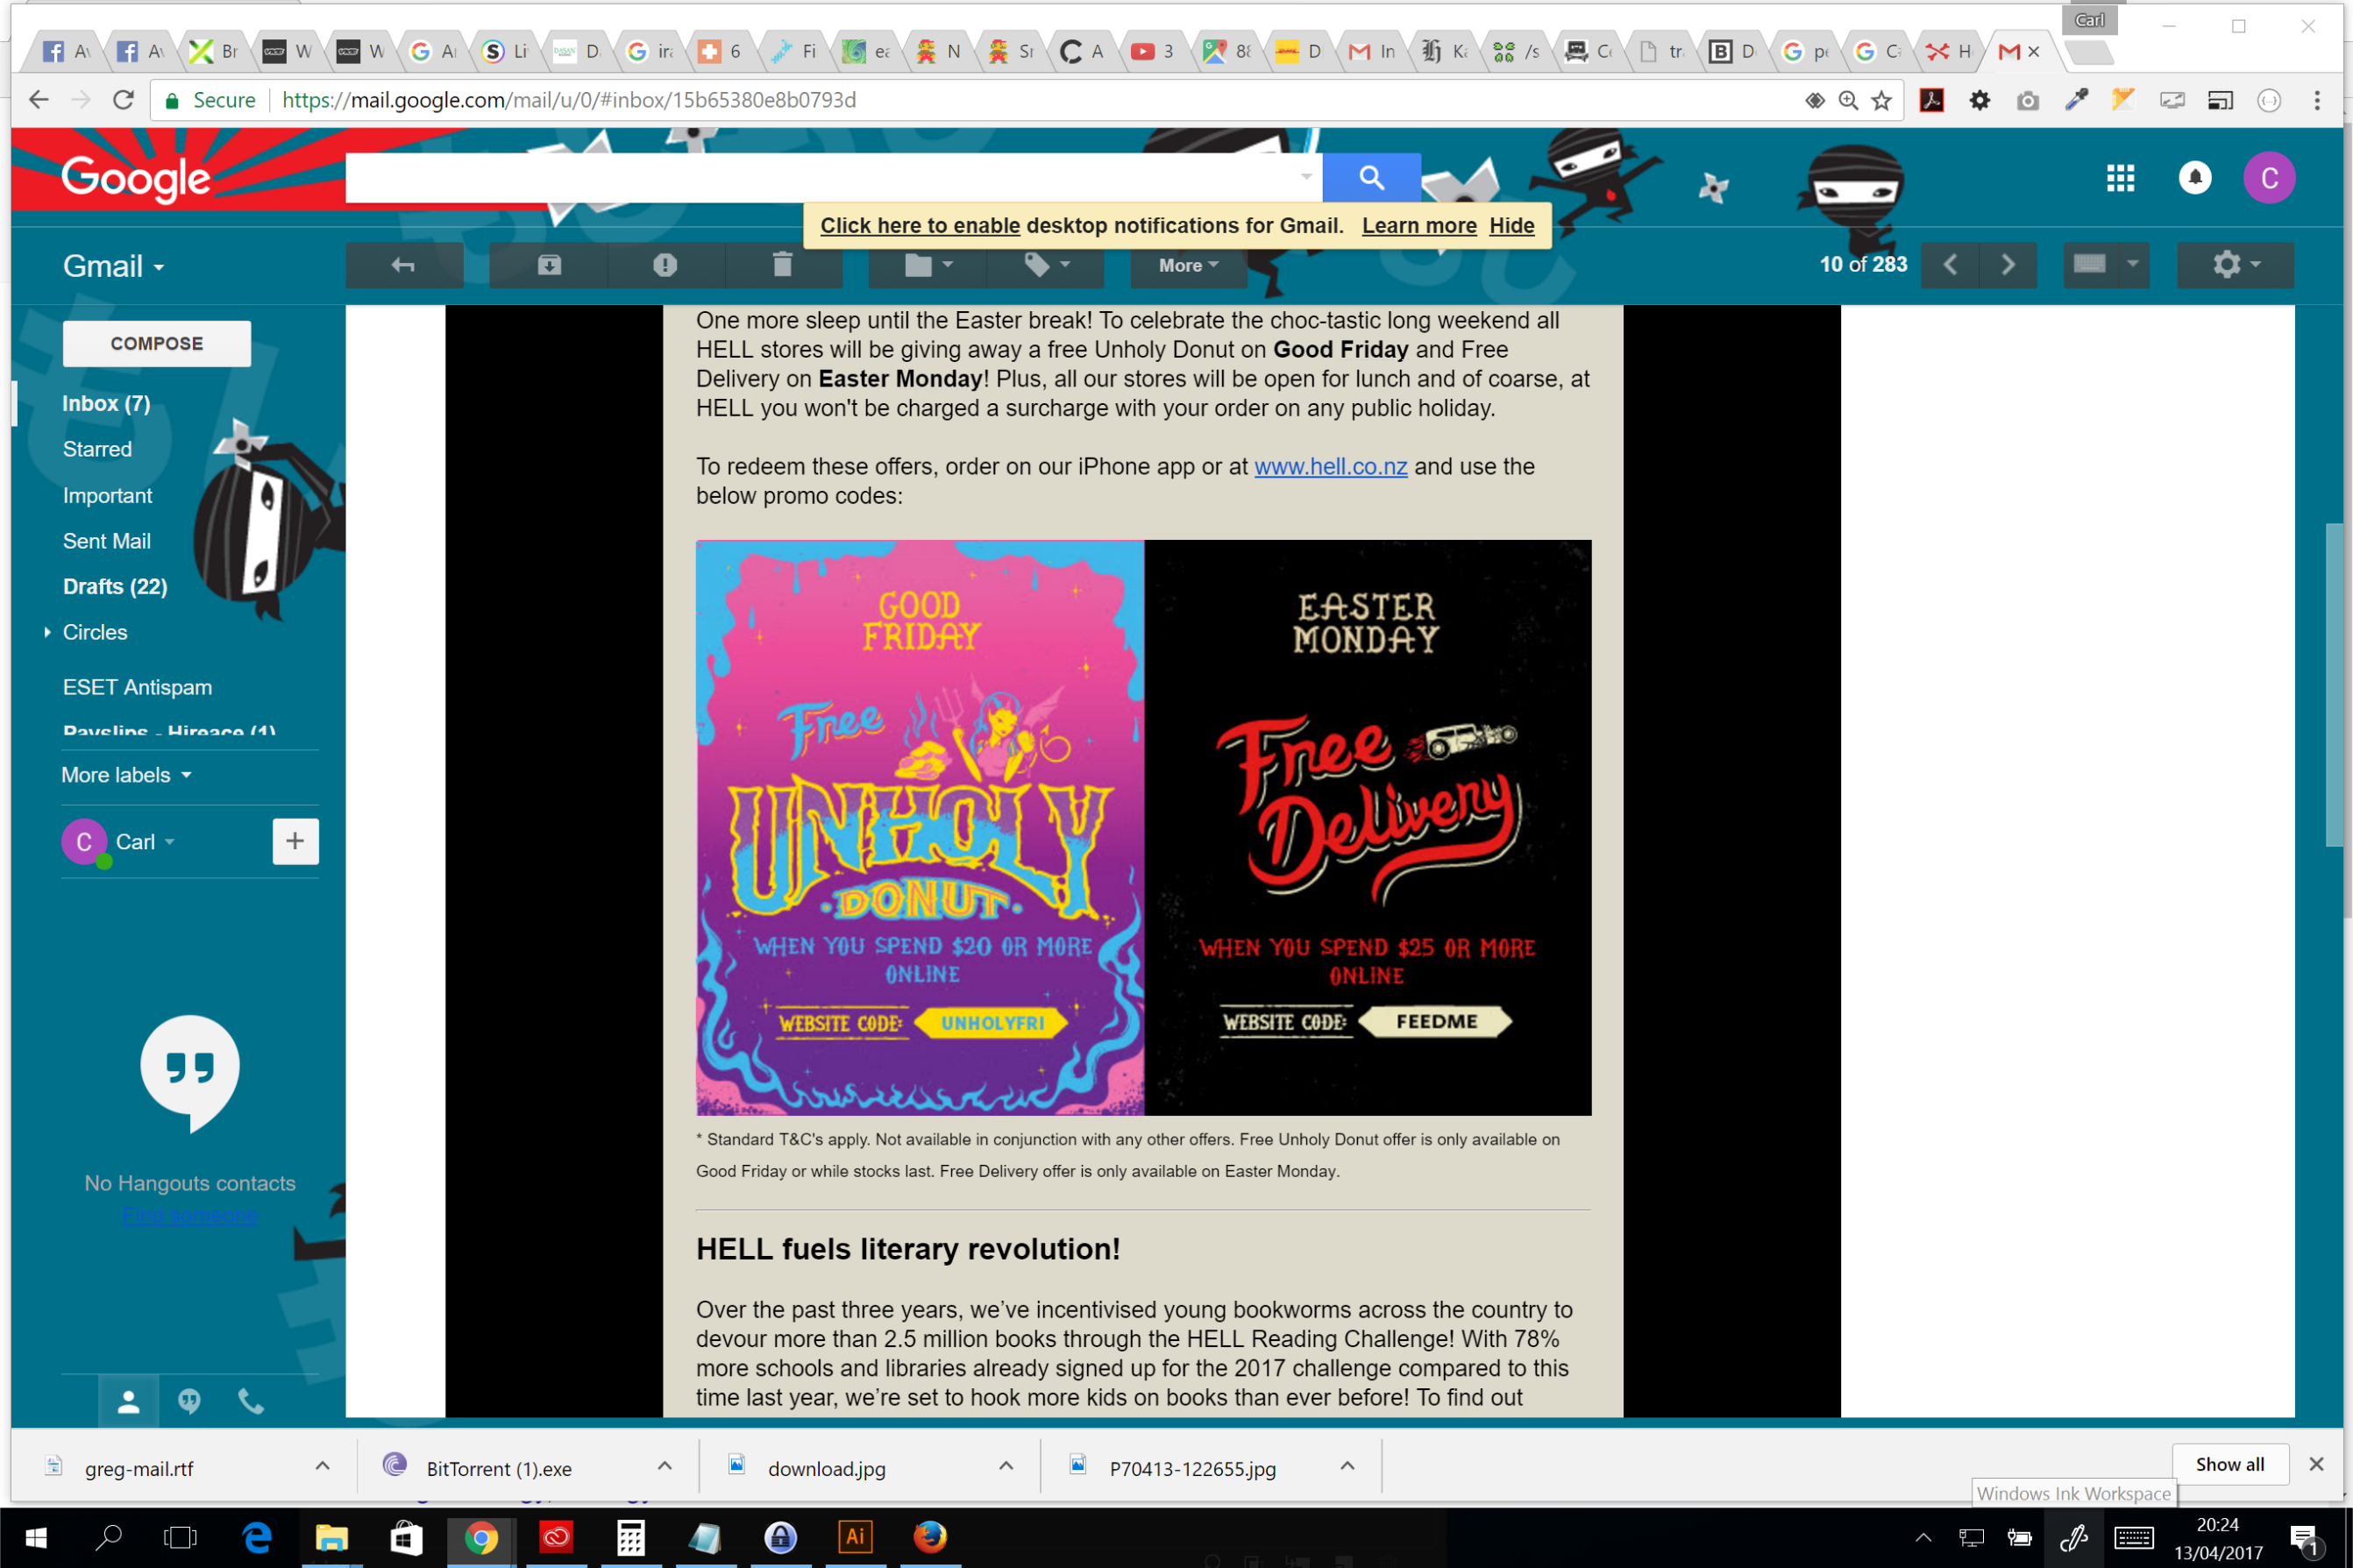 Carl
Secure
https://mail.google.com/mail/u/0/#inbox/15b65380e8b0793d
Google
Click here to enable desktop notifications for Gmail. Learn more Hide
Gmail
More
10 of 283
COMPOSE
Inbox (7)
Starred
Important
Sent Mail
Drafts (22)
Circles
ESET Antispam
Payslips - Hireace (1)
More labels
C Carl
No Hangouts contacts
Find someone
One more sleep until the Easter break! To celebrate the choc-tastic long weekend all
HELL stores will be giving away a free Unholy Donut on Good Friday and Free
Delivery on Easter Monday! Plus, all our stores will be open for lunch and of coarse, at
HELL you won't be charged a surcharge with your order on any public holiday.
To redeem these offers, order on our iPhone app or at www.hell.co.nz and use the
below promo codes:
GOOD
FRIDAY
Free
UNHOLY
DONUT
WHEN YOU SPEND $20 OR MORE
ONLINE
WEBSITE CODE: UNHOLYFRI
EASTER
MONDAY
Free
Delivery
WHEN YOU SPEND $25 OR MORE
ONLINE
WEBSITE CODE: FEEDME
* Standard T&C's apply. Not available in conjunction with any other offers. Free Unholy Donut offer is only available on
Good Friday or while stocks last. Free Delivery offer is only available on Easter Monday.
HELL fuels literary revolution!
Over the past three years, we've incentivised young bookworms across the country to
devour more than 2.5 million books through the HELL Reading Challenge! With 78%
more schools and libraries already signed up for the 2017 challenge compared to this
time last year, we're set to hook more kids on books than ever before! To find out
greg-mail.rtf
BitTorrent (1).exe
download.jpg
P70413-122655.jpg
Show all
Windows Ink Workspace
Ai
20:24
13/04/2017
1